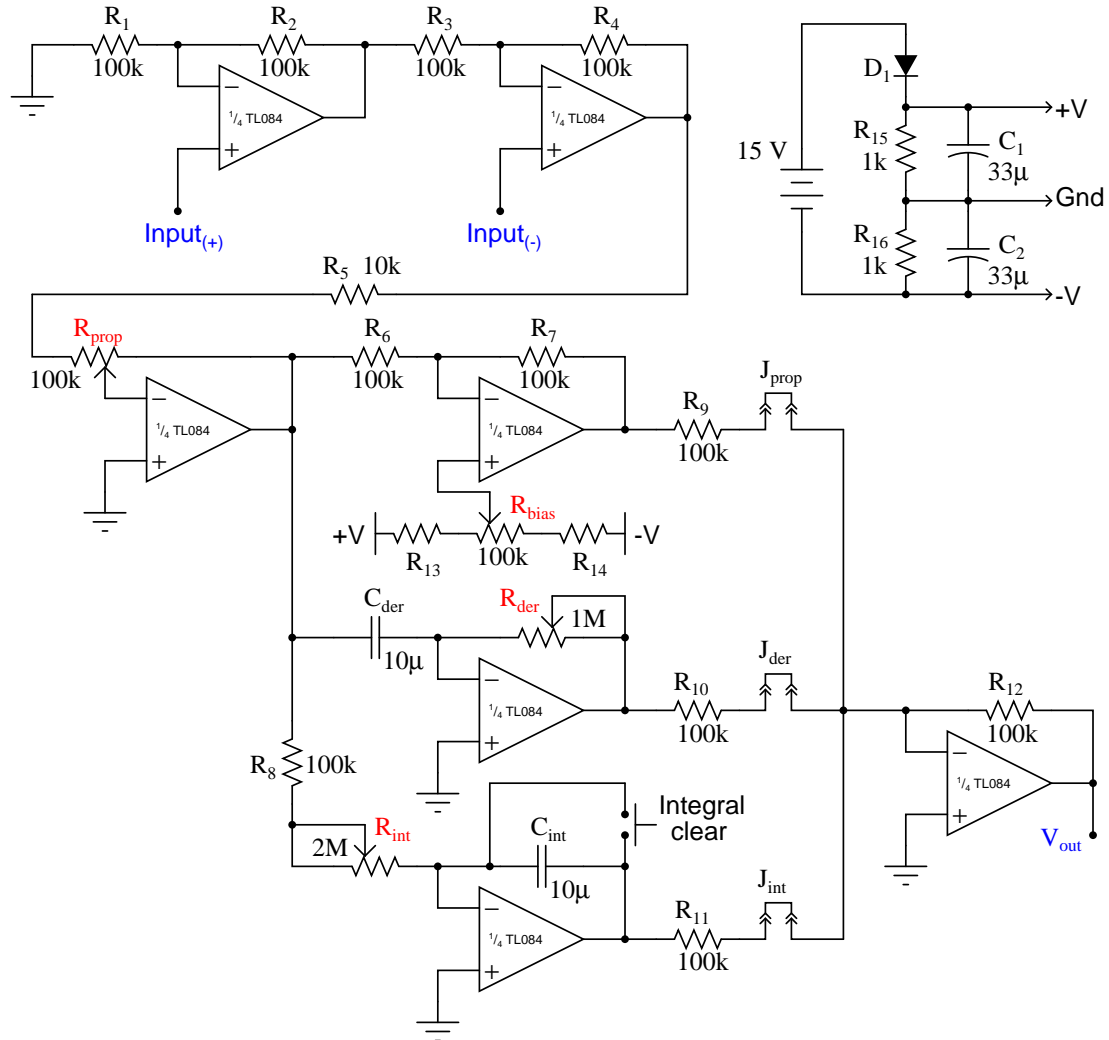 R1 R2 R3 R4
100k 100k 100k 100k
− −
1/4 TL084 1/4 TL084
+ +
Input(+) Input(-)
D1
+V
R15
1k
C1
33µ
15 V
Gnd
R16
1k
C2
33µ
-V
R5 10k
Rprop
100k
−
1/4 TL084
+
R6 R7
100k 100k
−
1/4 TL084
+
R9
100k
Jprop
Rbias
+V -V
R13 100k R14
Cder
10µ
Rder
1M
−
1/4 TL084
+
R10
100k
Jder
R12
100k
−
1/4 TL084
+
Vout
R8 100k
Rint
2M
Cint
10µ
Integral
clear
−
1/4 TL084
+
R11
100k
Jint